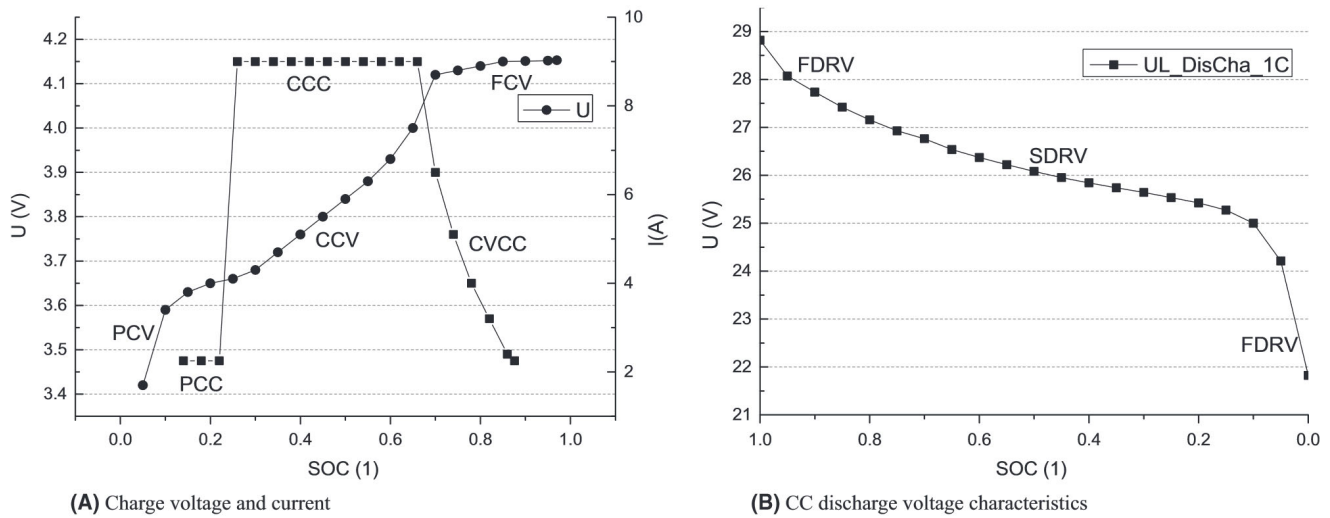 4.2
4.1
4.0
3.9
3.8
3.7
3.6
3.5
3.4
U (V)
10
8
6
4
2
I(A)
0.0 0.2 0.4 0.6 0.8 1.0
SOC (1)
CCC
FCV
U
CCV
CVCC
PCV
PCC
(A) Charge voltage and current
29
28
27
26
25
24
23
22
21
U (V)
1.0 0.8 0.6 0.4 0.2 0.0
SOC (1)
FDRV
UL_DisCha_1C
SDRV
FDRV
(B) CC discharge voltage characteristics